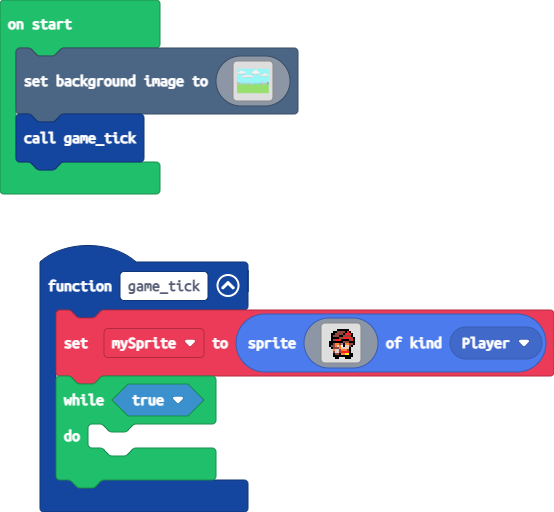 on start
set background image to
call game_tick
function game_tick
set mySprite to sprite of kind Player
while true
do